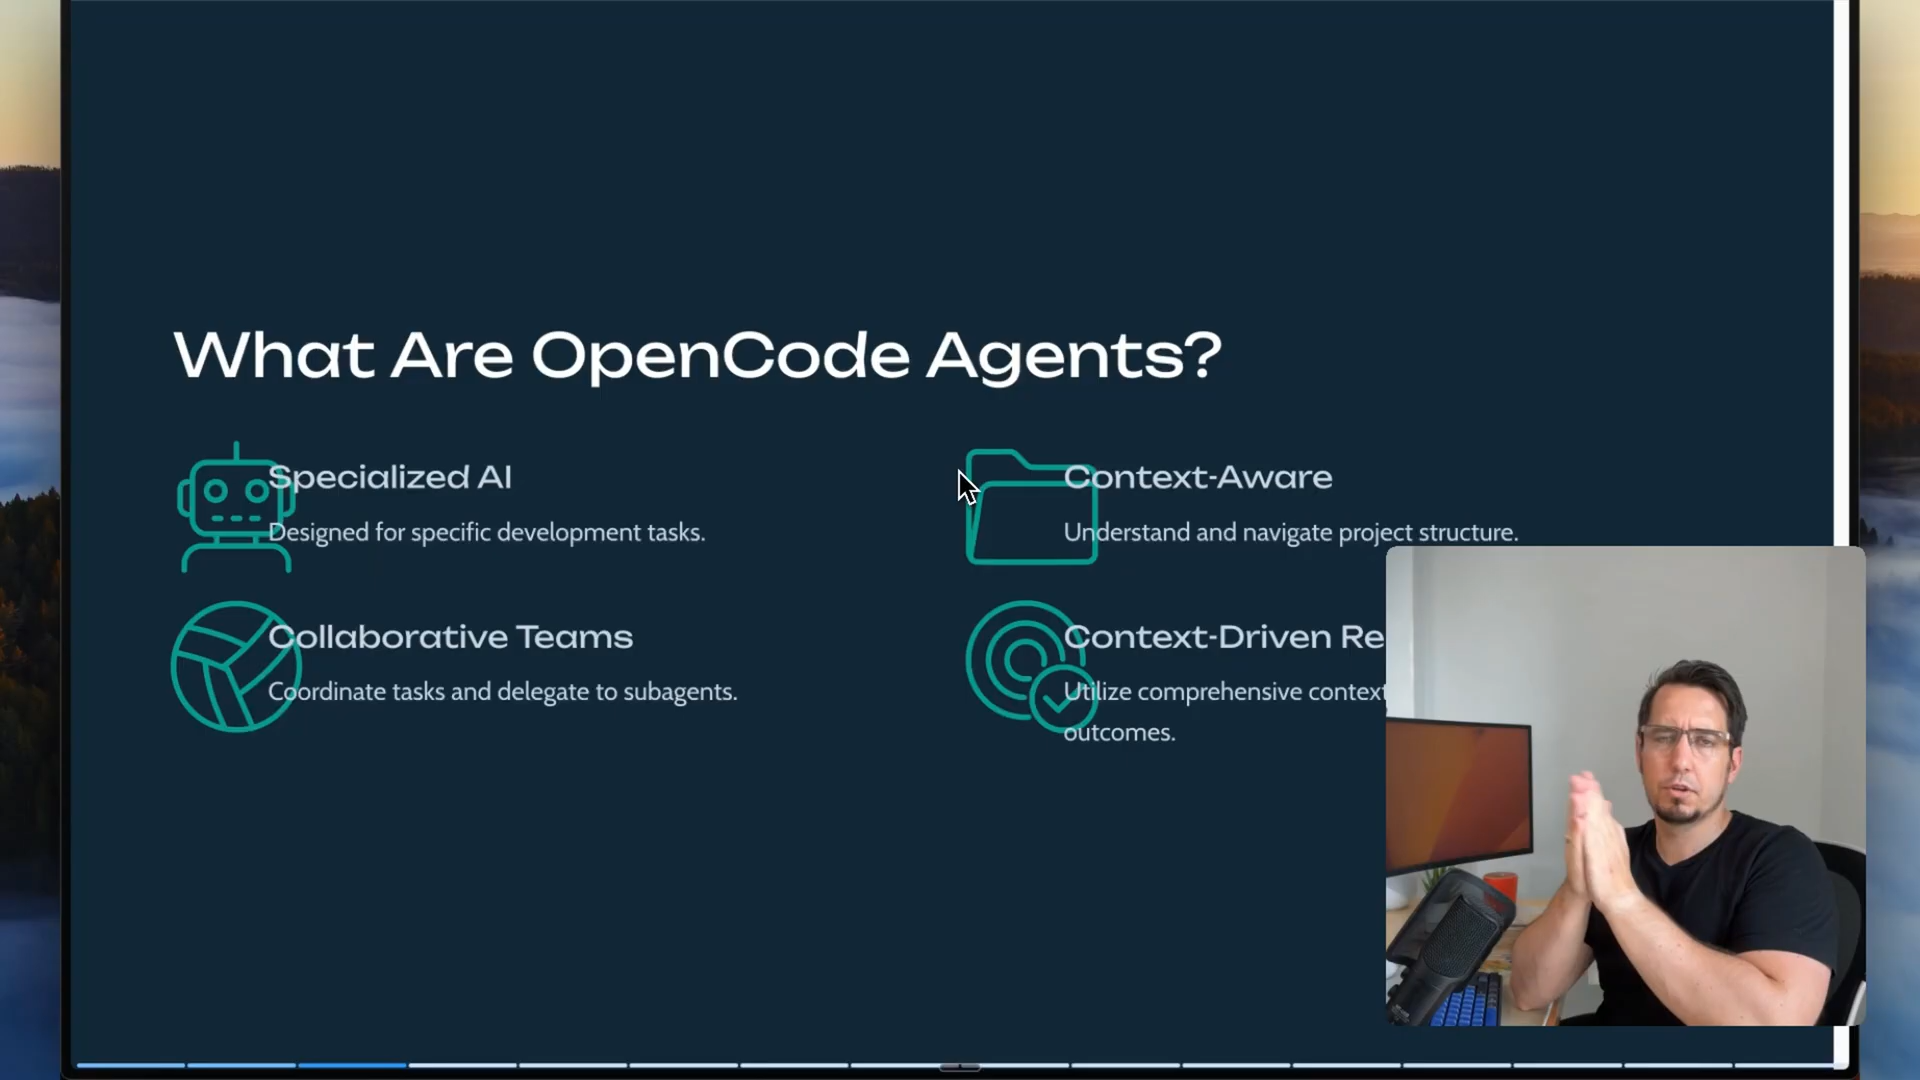 What Are OpenCode Agents?
Specialized AI
Designed for specific development tasks.
Context-Aware
Understand and navigate project structure.
Collaborative Teams
Coordinate tasks and delegate to subagents.
Context-Driven Re
Utilize comprehensive context
outcomes.